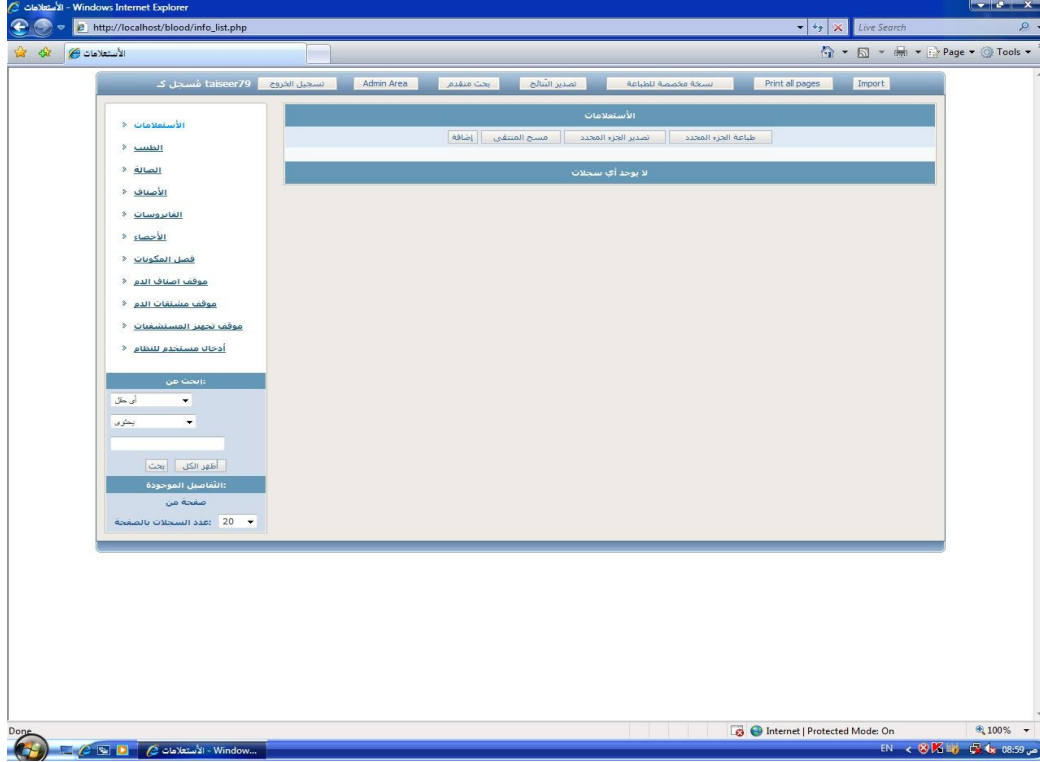 الأستعلامات - Windows Internet Explorer
http://localhost/blood/info_list.php
Live Search
الأستعلامات
Page
Tools
مُسجل كـ taiseer79
تسجيل الخروج
Admin Area
بحث متقدم
تصدير النتائج
نسخة مخصصة للطباعة
Print all pages
Import
الأستعلامات
الطبيب
الصالة
الأصناف
الفايروسات
الأحصاء
فصل المكونات
موقف اصناف الدم
موقف مشتقات الدم
موقف تجهيز المستشفيات
أدخال مستخدم للنظام
إبحث عن:
أى حقل
يحتوى
أظهر الكل
بحث
التفاصيل الموجودة:
صفحة من
عدد السجلات بالصفحة: 20
الأستعلامات
إضافة
مسح المنتقى
تصدير الجزء المحدد
طباعة الجزء المحدد
لا يوجد أي سجلات
Done
Internet | Protected Mode: On
100%
الأستعلامات - Window...
EN
08:59 ص